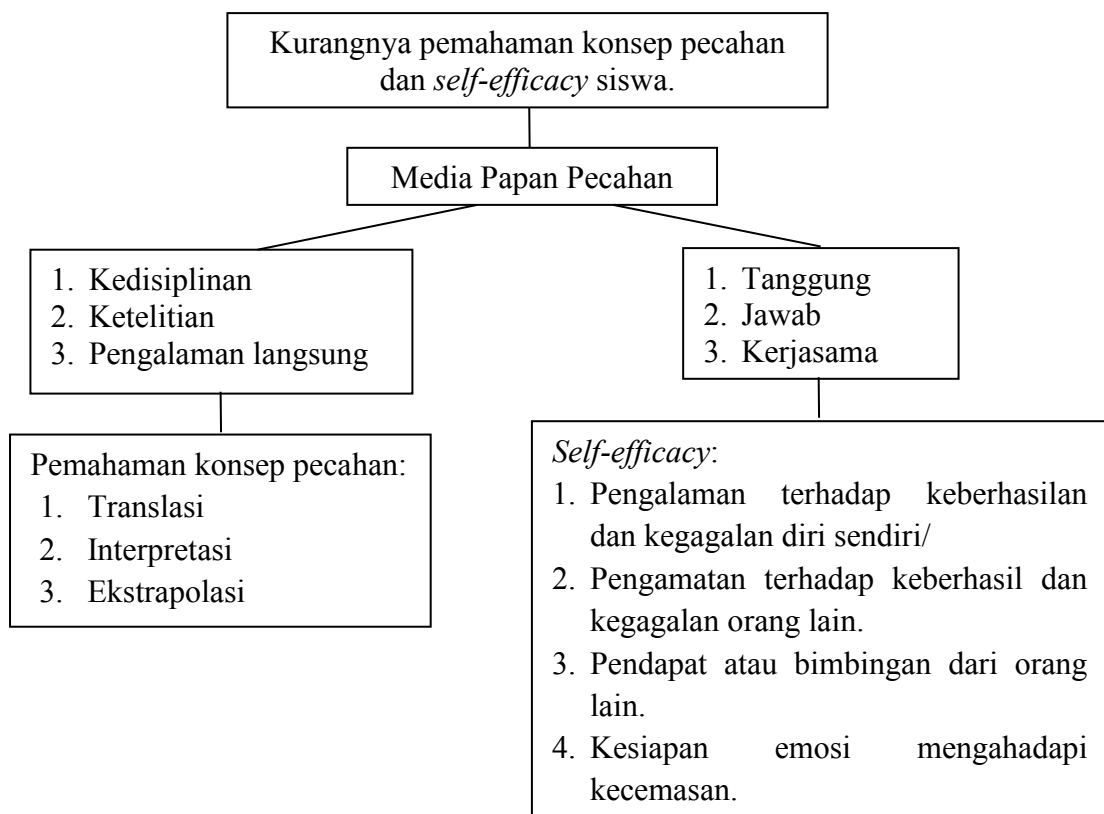 Kurangnya pemahaman konsep pecahan
dan self-efficacy siswa.
Media Papan Pecahan
1. Kedisiplinan
2. Ketelitian
3. Pengalaman langsung
1. Tanggung
2. Jawab
3. Kerjasama
Pemahaman konsep pecahan:
1. Translasi
2. Interpretasi
3. Ekstrapolasi
Self-efficacy:
1. Pengalaman terhadap keberhasilan
dan kegagalan diri sendiri/
2. Pengamatan terhadap keberhasil dan
kegagalan orang lain.
3. Pendapat atau bimbingan dari orang
lain.
4. Kesiapan emosi mengahadapi
kecemasan.